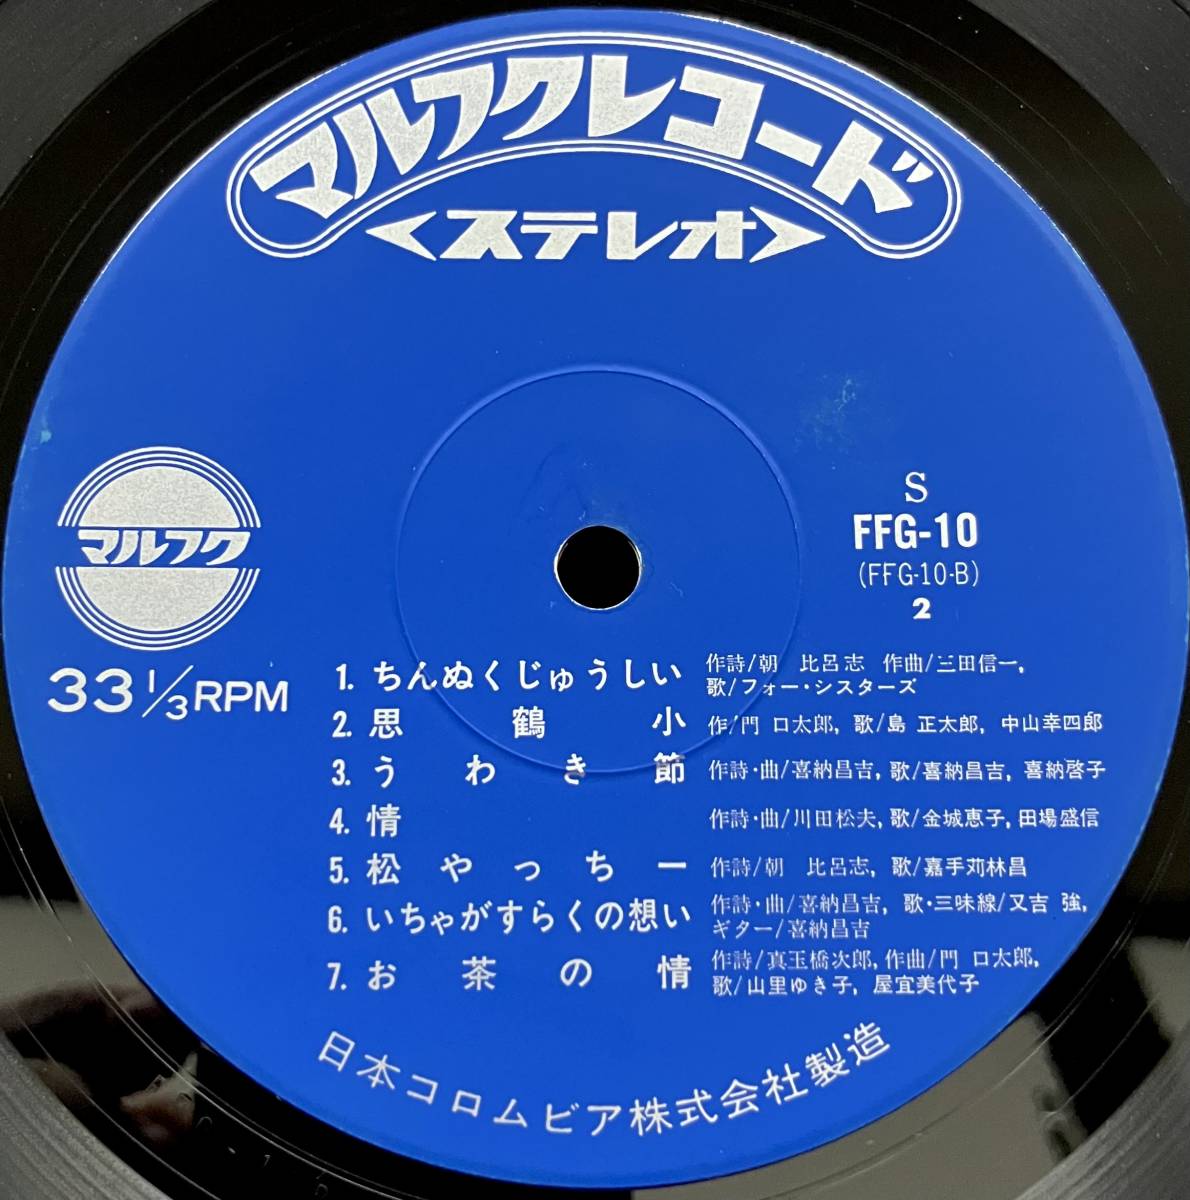 マルフクレコード
<ステレオ>
マルフク
33 1/3 RPM
S
FFG-10
(FFG-10-B)
2
1. ちんぬくじゅうしい 作詩/朝 比呂志 作曲/三田信一,
歌/フォー・シスターズ
2. 思鶴小 作/門 口太郎, 歌/島 正太郎, 中山幸四郎
3. うわき節 作詩・曲/喜納昌吉, 歌/喜納昌吉, 喜納啓子
4. 情 作詩・曲/川田松夫, 歌/金城恵子, 田場盛信
5. 松やっちー 作詩/朝 比呂志, 歌/嘉手苅林昌
6. いちゃがすらくの想い 作詩・曲/喜納昌吉, 歌・三味線/又吉 強,
ギター/喜納昌吉
7. お茶の情 作詩/真玉橋次郎, 作曲/門 口太郎,
歌/山里ゆき子, 屋宜美代子
日本コロムビア株式会社製造